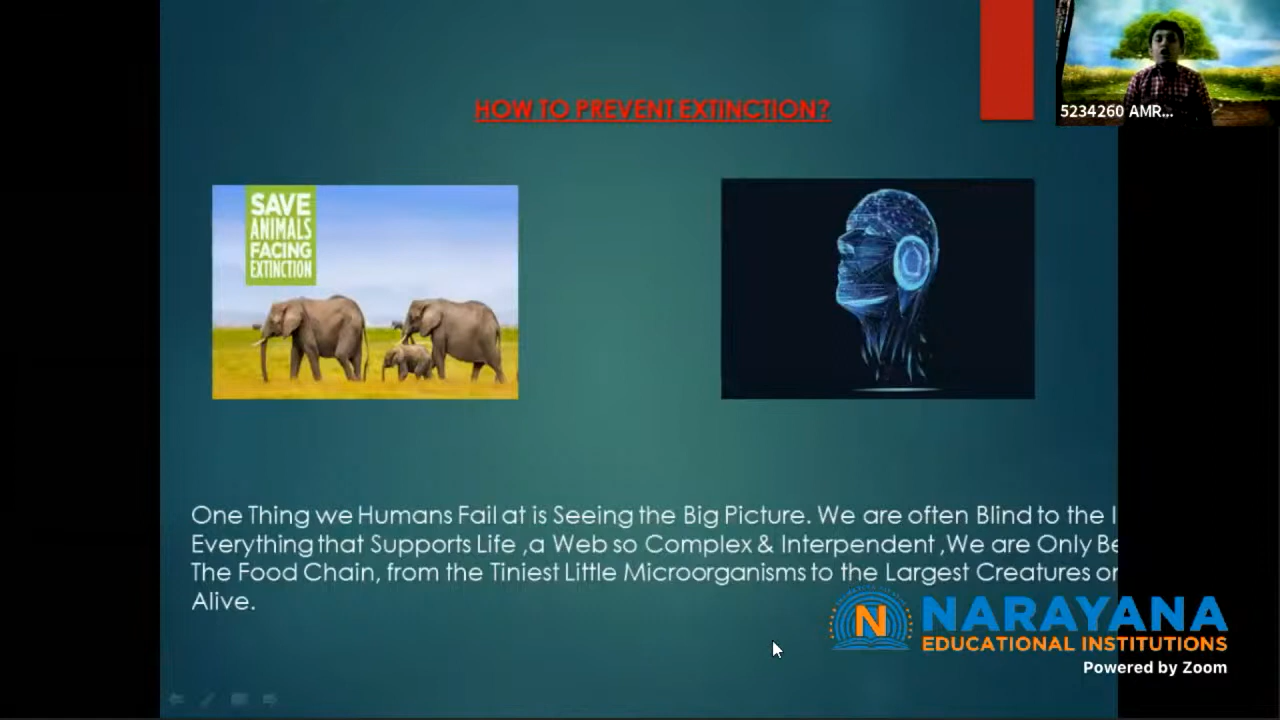 5234260 AMR...
HOW TO PREVENT EXTINCTION?
SAVE
ANIMALS
FACING
EXTINCTION
One Thing we Humans Fail at is Seeing the Big Picture. We are often Blind to the
Everything that Supports Life ,a Web so Complex & Interpendent ,We are Only
The Food Chain, from the Tiniest Little Microorganisms to the Largest Creatures
Alive.
N NARAYANA
EDUCATIONAL INSTITUTIONS
Powered by Zoom